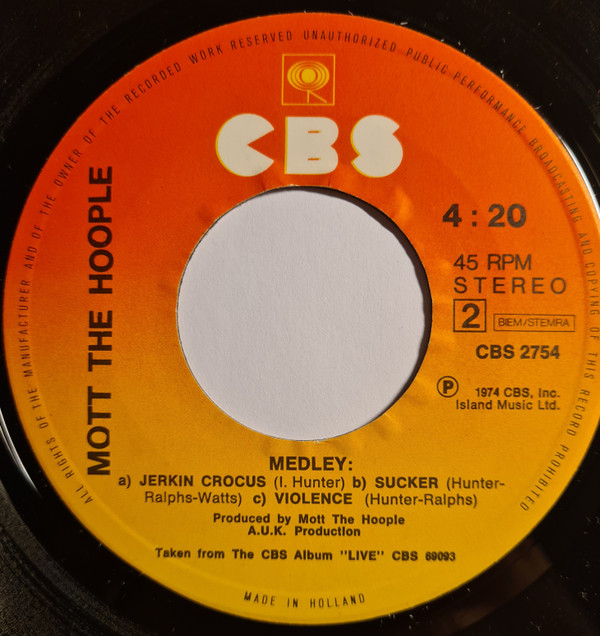 ALL RIGHTS OF THE MANUFACTURER AND OF THE OWNER OF THE RECORDED WORK RESERVED UNAUTHORIZED PUBLIC PERFORMANCE BROADCASTING AND COPYING OF THIS RECORD PROHIBITED
CBS
MOTT THE HOOPLE
4 : 20
45 RPM
STEREO
2 BIEM/STEMRA
CBS 2754
℗ 1974 CBS, Inc.
Island Music Ltd.
MEDLEY:
a) JERKIN CROCUS (I. Hunter) b) SUCKER (Hunter-
Ralphs-Watts) c) VIOLENCE (Hunter-Ralphs)
Produced by Mott The Hoople
A.U.K. Production
Taken from The CBS Album "LIVE" CBS 69093
MADE IN HOLLAND